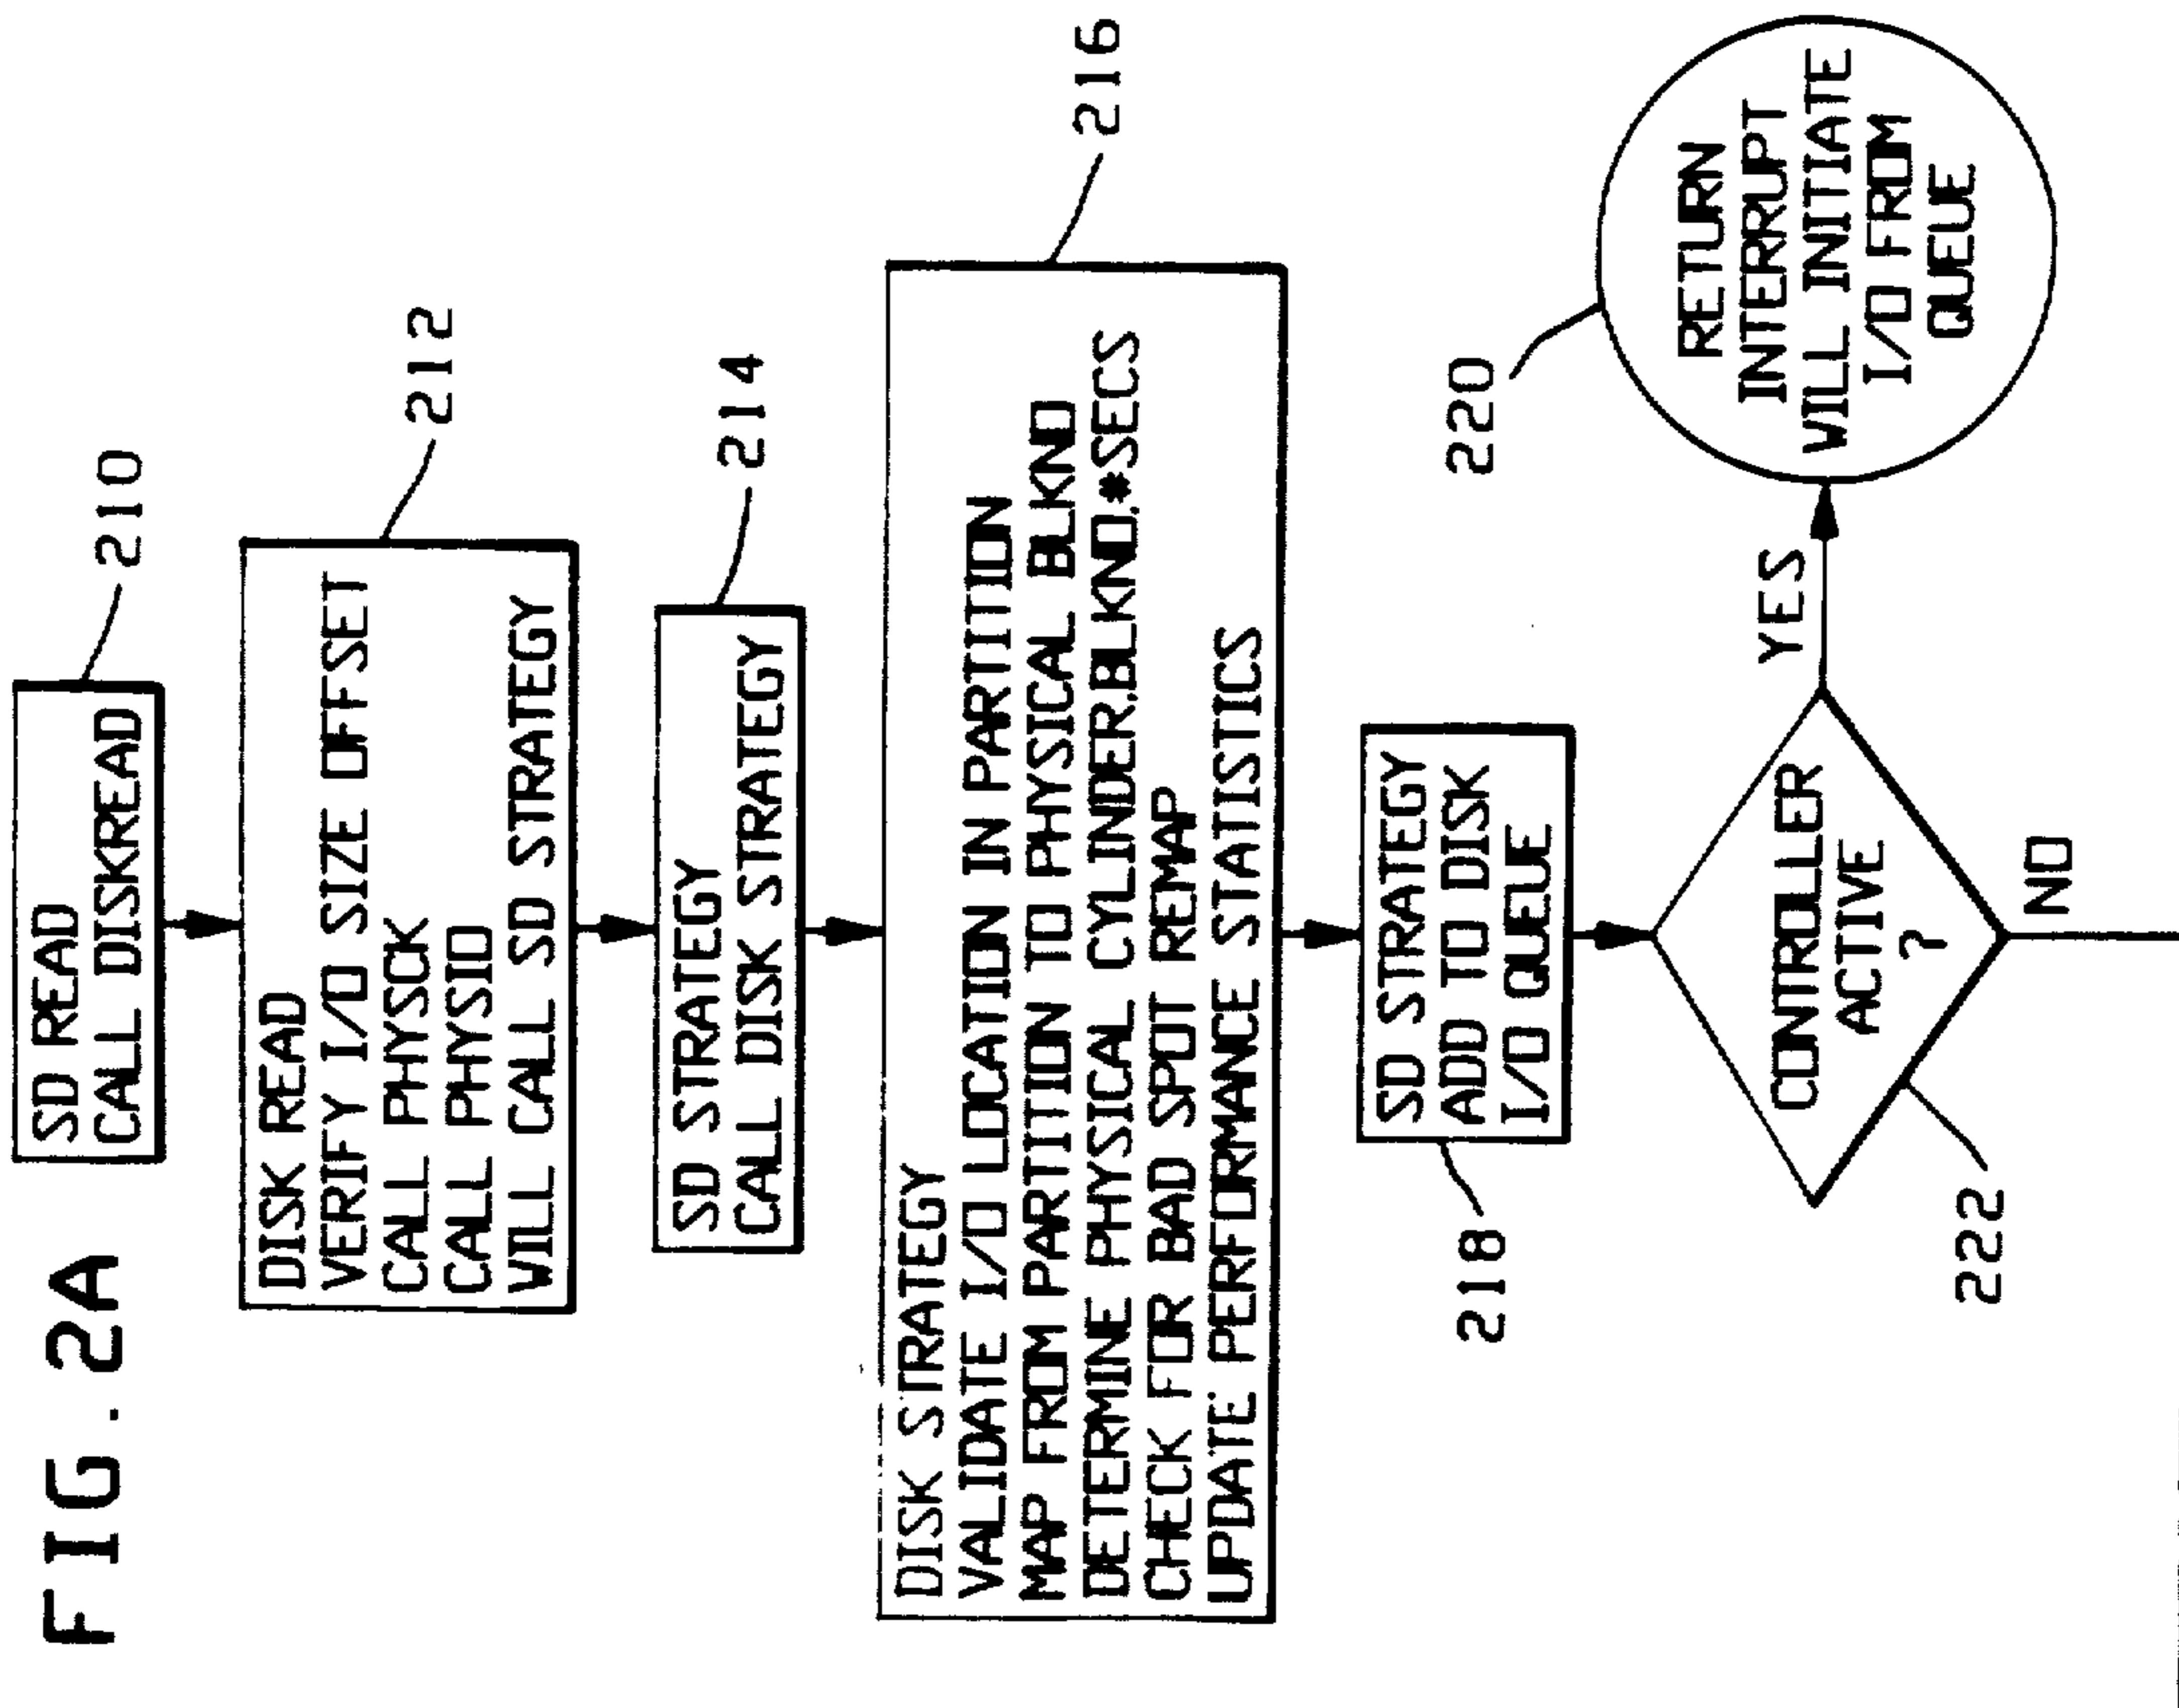 FIG. 2A
SD READ
CALL DISKREAD
210
DISK READ
VERIFY I/O SIZE OFFSET
CALL PHYSCK
CALL PHYSIO
WILL CALL SD STRATEGY
212
SD STRATEGY
CALL DISK STRATEGY
214
DISK STRATEGY
VALIDATE I/O LOCATION IN PARTITION
MAP FROM PARTITION TO PHYSICAL BLKNO
DETERMINE PHYSICAL CYLINDER.BLKNO.*SECS
CHECK FOR BAD SPOT REMAP
UPDATE PERFORMANCE STATISTICS
216
SD STRATEGY
ADD TO DISK
I/O QUEUE
218
CONTROLLER
ACTIVE
?
222
YES
NO
RETURN
INTERRUPT
WILL INITIATE
I/O FROM
QUEUE
220